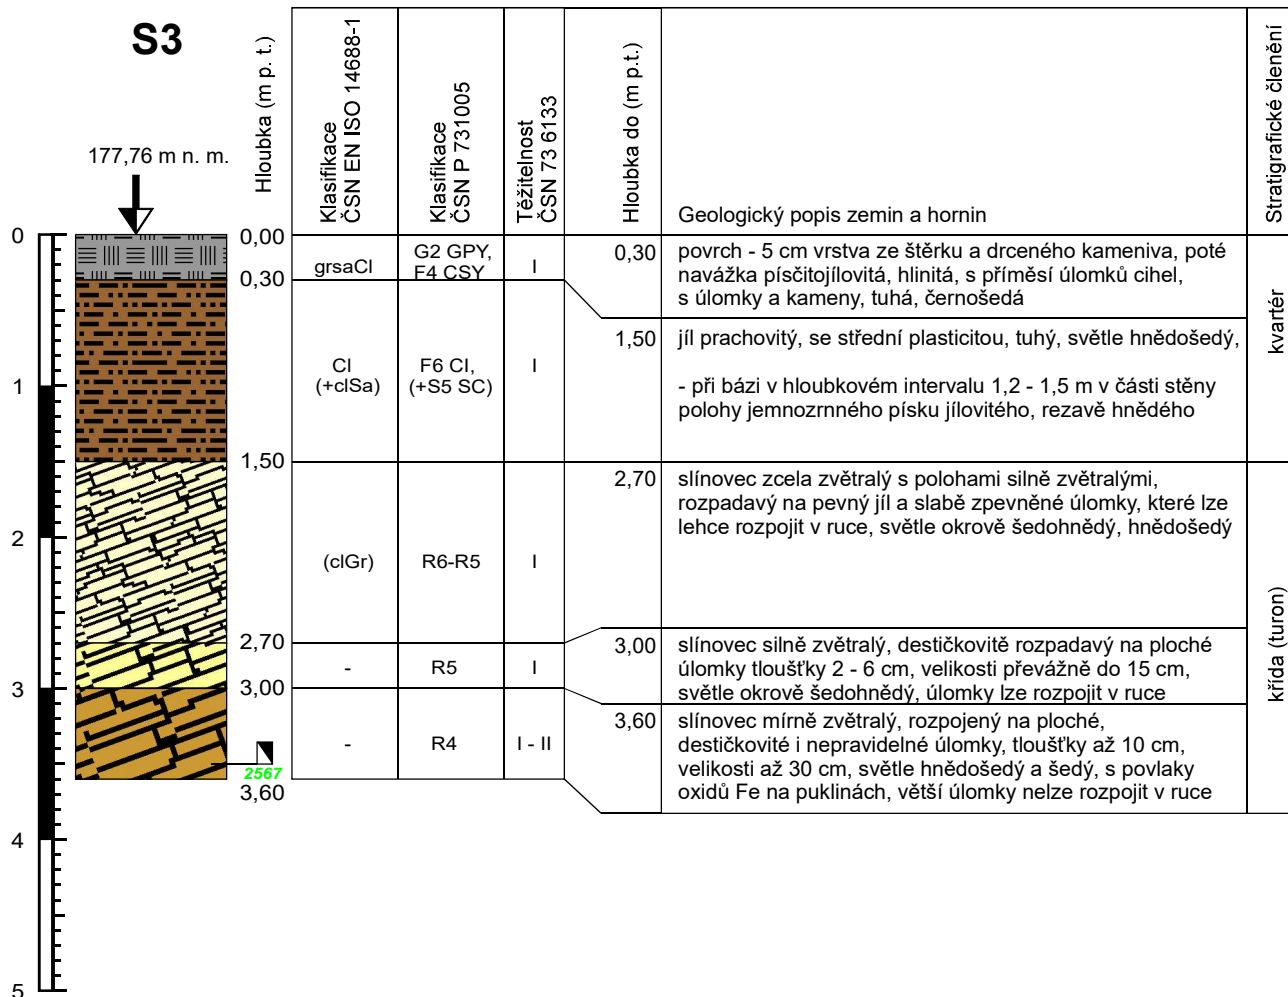 S3
177,76 m n. m.
Hloubka (m p. t.)
Klasifikace
ČSN EN ISO 14688-1
Klasifikace
ČSN P 731005
Těžitelnost
ČSN 73 6133
Hloubka do (m p.t.)
Geologický popis zemin a hornin
Stratigrafické členění
0
1
2
3
4
5
0,00
0,30
1,50
2,70
3,00
2567
3,60
grsaCl
G2 GPY,
F4 CSY
I
0,30
povrch - 5 cm vrstva ze štěrku a drceného kameniva, poté
navážka písčitojílovitá, hlinitá, s příměsí úlomků cihel,
s úlomky a kameny, tuhá, černošedá
Cl
(+clSa)
F6 CI,
(+S5 SC)
I
1,50
jíl prachovitý, se střední plasticitou, tuhý, světle hnědošedý,
- při bázi v hloubkovém intervalu 1,2 - 1,5 m v části stěny
polohy jemnozrnného písku jílovitého, rezavě hnědého
kvartér
(clGr)
R6-R5
I
2,70
slínovec zcela zvětralý s polohami silně zvětralými,
rozpadavý na pevný jíl a slabě zpevněné úlomky, které lze
lehce rozpojit v ruce, světle okrově šedohnědý, hnědošedý
-
R5
I
3,00
slínovec silně zvětralý, destičkovitě rozpadavý na ploché
úlomky tloušťky 2 - 6 cm, velikosti převážně do 15 cm,
světle okrově šedohnědý, úlomky lze rozpojit v ruce
-
R4
I - II
3,60
slínovec mírně zvětralý, rozpojený na ploché,
destičkovité i nepravidelné úlomky, tloušťky až 10 cm,
velikosti až 30 cm, světle hnědošedý a šedý, s povlaky
oxidů Fe na puklinách, větší úlomky nelze rozpojit v ruce
křída (turon)